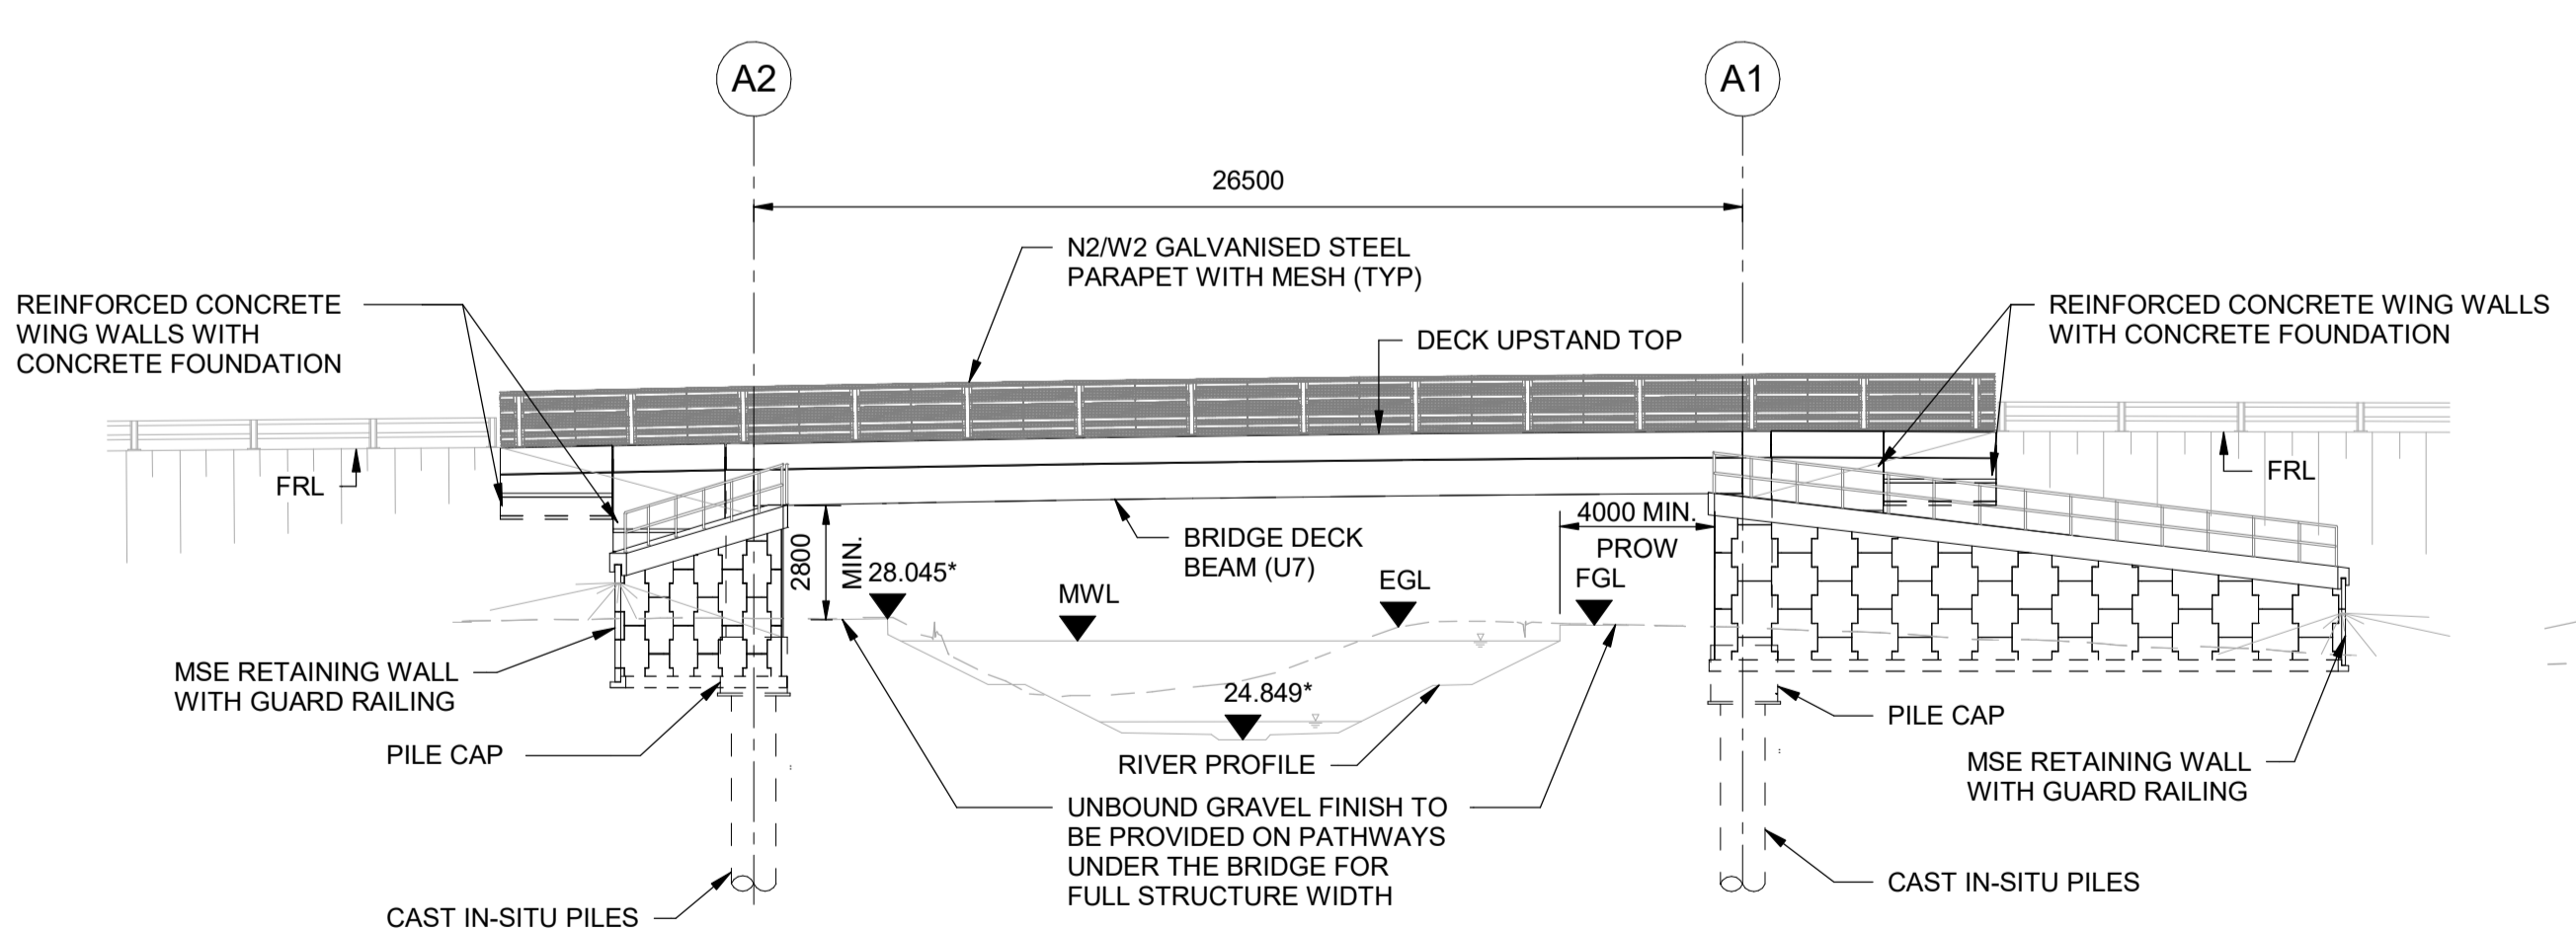 A2
A1
26500
N2/W2 GALVANISED STEEL
PARAPET WITH MESH (TYP)
REINFORCED CONCRETE
WING WALLS WITH
CONCRETE FOUNDATION
REINFORCED CONCRETE WING WALLS
WITH CONCRETE FOUNDATION
DECK UPSTAND TOP
FRL
FRL
2800
MIN.
28.045*
MWL
BRIDGE DECK
BEAM (U7)
EGL
4000 MIN.
PROW
FGL
MSE RETAINING WALL
WITH GUARD RAILING
24.849*
PILE CAP
PILE CAP
RIVER PROFILE
MSE RETAINING WALL
WITH GUARD RAILING
UNBOUND GRAVEL FINISH TO
BE PROVIDED ON PATHWAYS
UNDER THE BRIDGE FOR
FULL STRUCTURE WIDTH
CAST IN-SITU PILES
CAST IN-SITU PILES